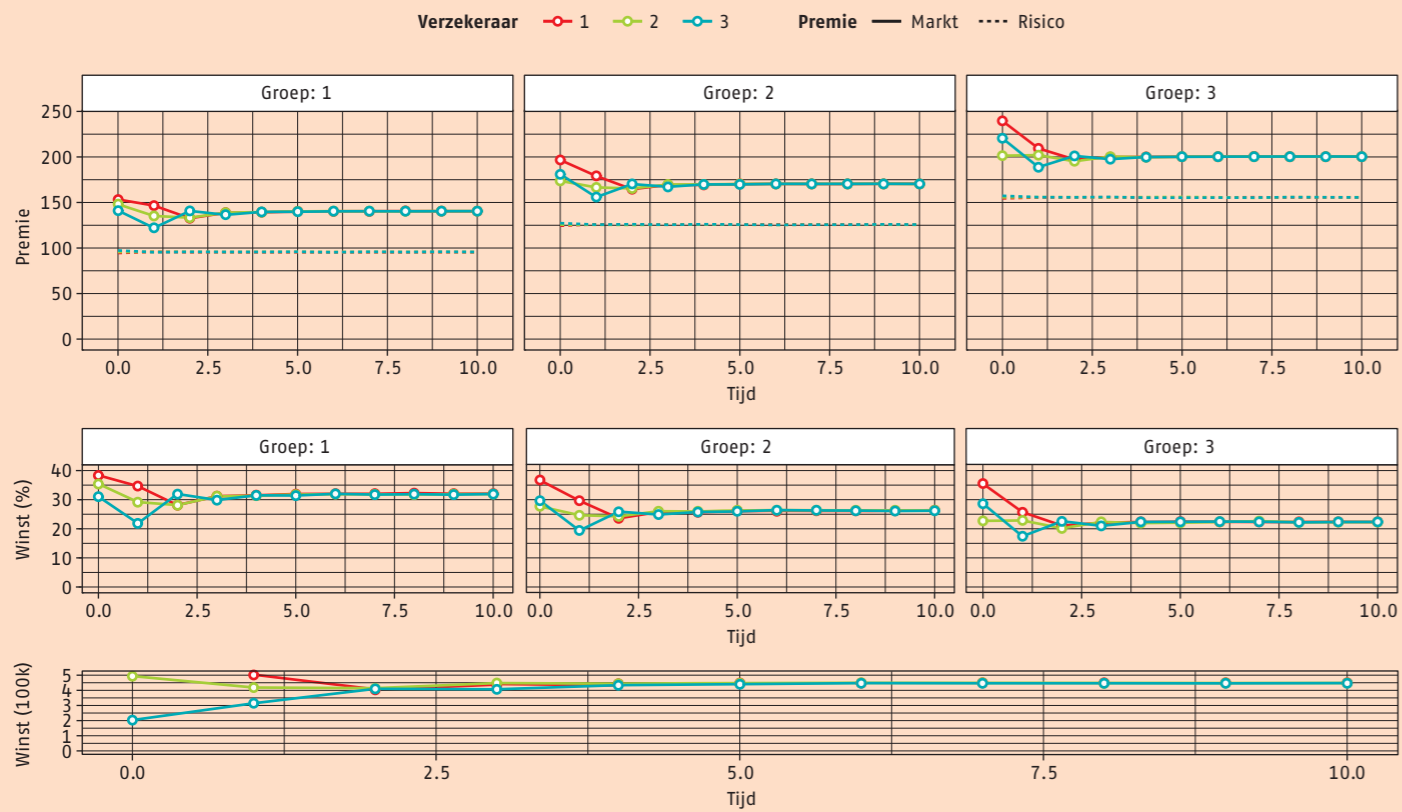 Verzekeraar 1 2 3 Premie Markt Risico
Groep: 1 Groep: 2 Groep: 3
Premie
250
200
150
100
50
0
0.0 2.5 5.0 7.5 10.0 0.0 2.5 5.0 7.5 10.0 0.0 2.5 5.0 7.5 10.0
Tijd
Groep: 1 Groep: 2 Groep: 3
Winst (%)
40
30
20
10
0
0.0 2.5 5.0 7.5 10.0 0.0 2.5 5.0 7.5 10.0 0.0 2.5 5.0 7.5 10.0
Tijd
Winst (100k)
5
4
3
2
1
0
0.0 2.5 5.0 7.5 10.0
Tijd